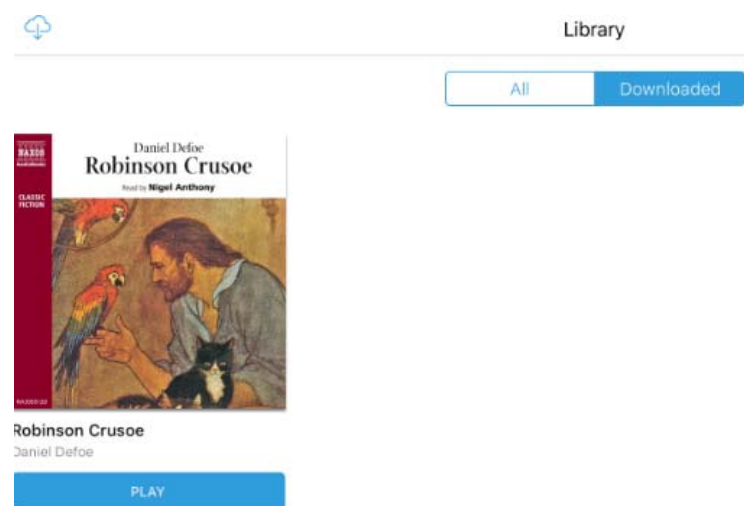 Library
All
Downloaded
NAXOS
AudioBooks
CLASSIC
FICTION
Daniel Defoe
Robinson Crusoe
Read by Nigel Anthony
Robinson Crusoe
Daniel Defoe
PLAY